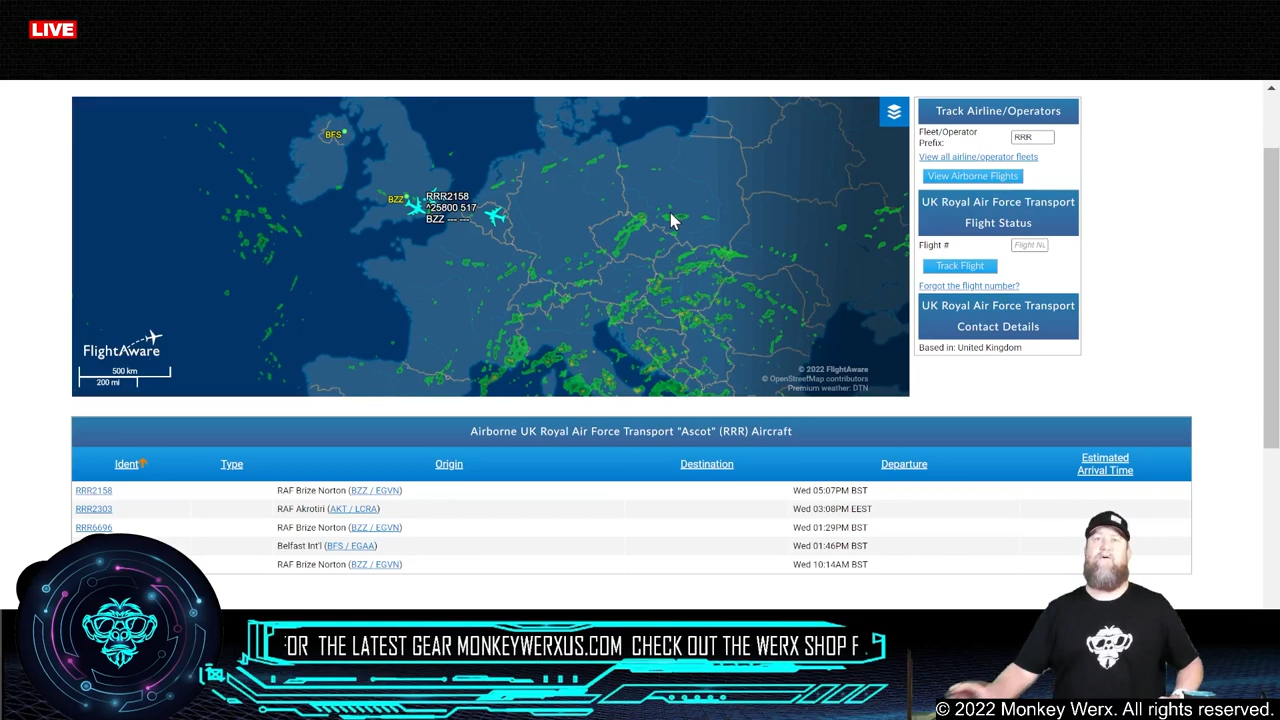 LIVE
BFS
BZZ
RRR2158
^25800 517
BZZ --- ---
FlightAware
500 km
200 mi
© 2022 FlightAware
© OpenStreetMap contributors
Premium weather: DTN
Track Airline/Operators
Fleet/Operator
Prefix:
RRR
View all airline/operator fleets
View Airborne Flights
UK Royal Air Force Transport
Flight Status
Flight #
Flight Nu
Track Flight
Forgot the flight number?
UK Royal Air Force Transport
Contact Details
Based in: United Kingdom
Airborne UK Royal Air Force Transport "Ascot" (RRR) Aircraft
Ident Type Origin Destination Departure Estimated Arrival Time
RRR2158 RAF Brize Norton (BZZ / EGVN) Wed 05:07PM BST
RRR2303 RAF Akrotiri (AKT / LCRA) Wed 03:08PM EEST
RRR6696 RAF Brize Norton (BZZ / EGVN) Wed 01:29PM BST
Belfast Int'l (BFS / EGAA) Wed 01:46PM BST
RAF Brize Norton (BZZ / EGVN) Wed 10:14AM BST
OR THE LATEST GEAR MONKEYWERXUS.COM CHECK OUT THE WERX SHOP F
© 2022 Monkey Werx. All rights reserved.